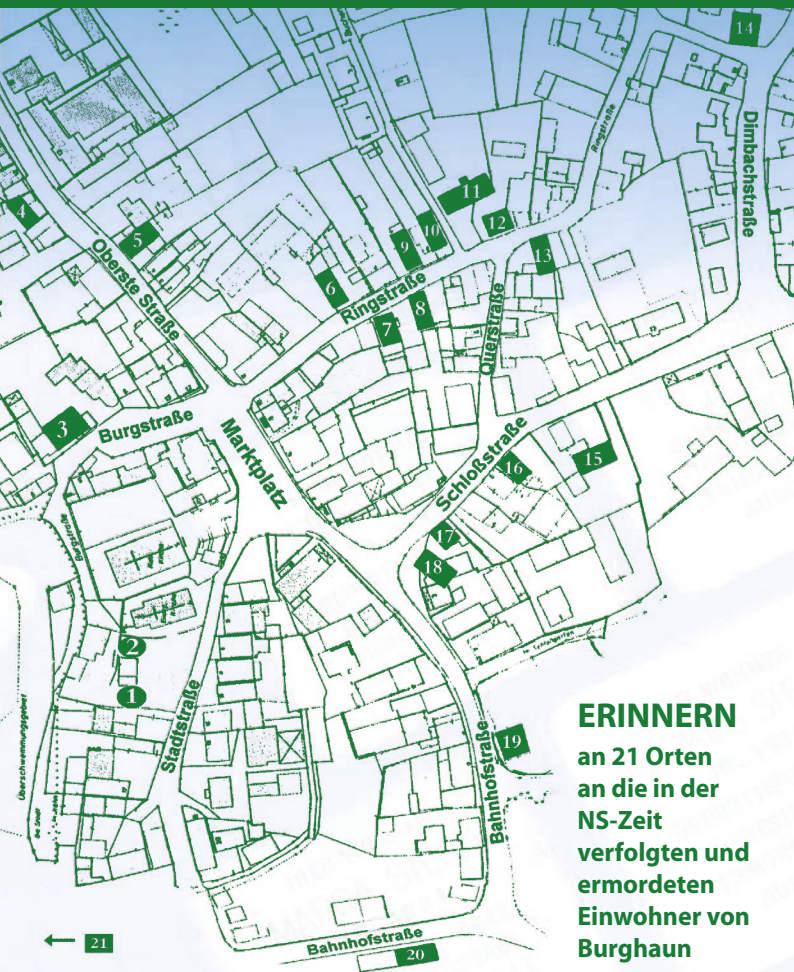 14
Ringstraße
Dimbachstraße
11
4
5
12
10
9
13
Oberste Straße
6
Ringstraße
8
7
Querstraße
3
Burgstraße
Marktplatz
Schloßstraße
16
15
Burgstraße
17
18
2
1
Stadtstraße
Überschwemmungsgebiet
Bahnhofstraße
19
ERINNERN
an 21 Orten
an die in der
NS-Zeit
verfolgten und
ermordeten
Einwohner von
Burghaun
21
Bahnhofstraße
20